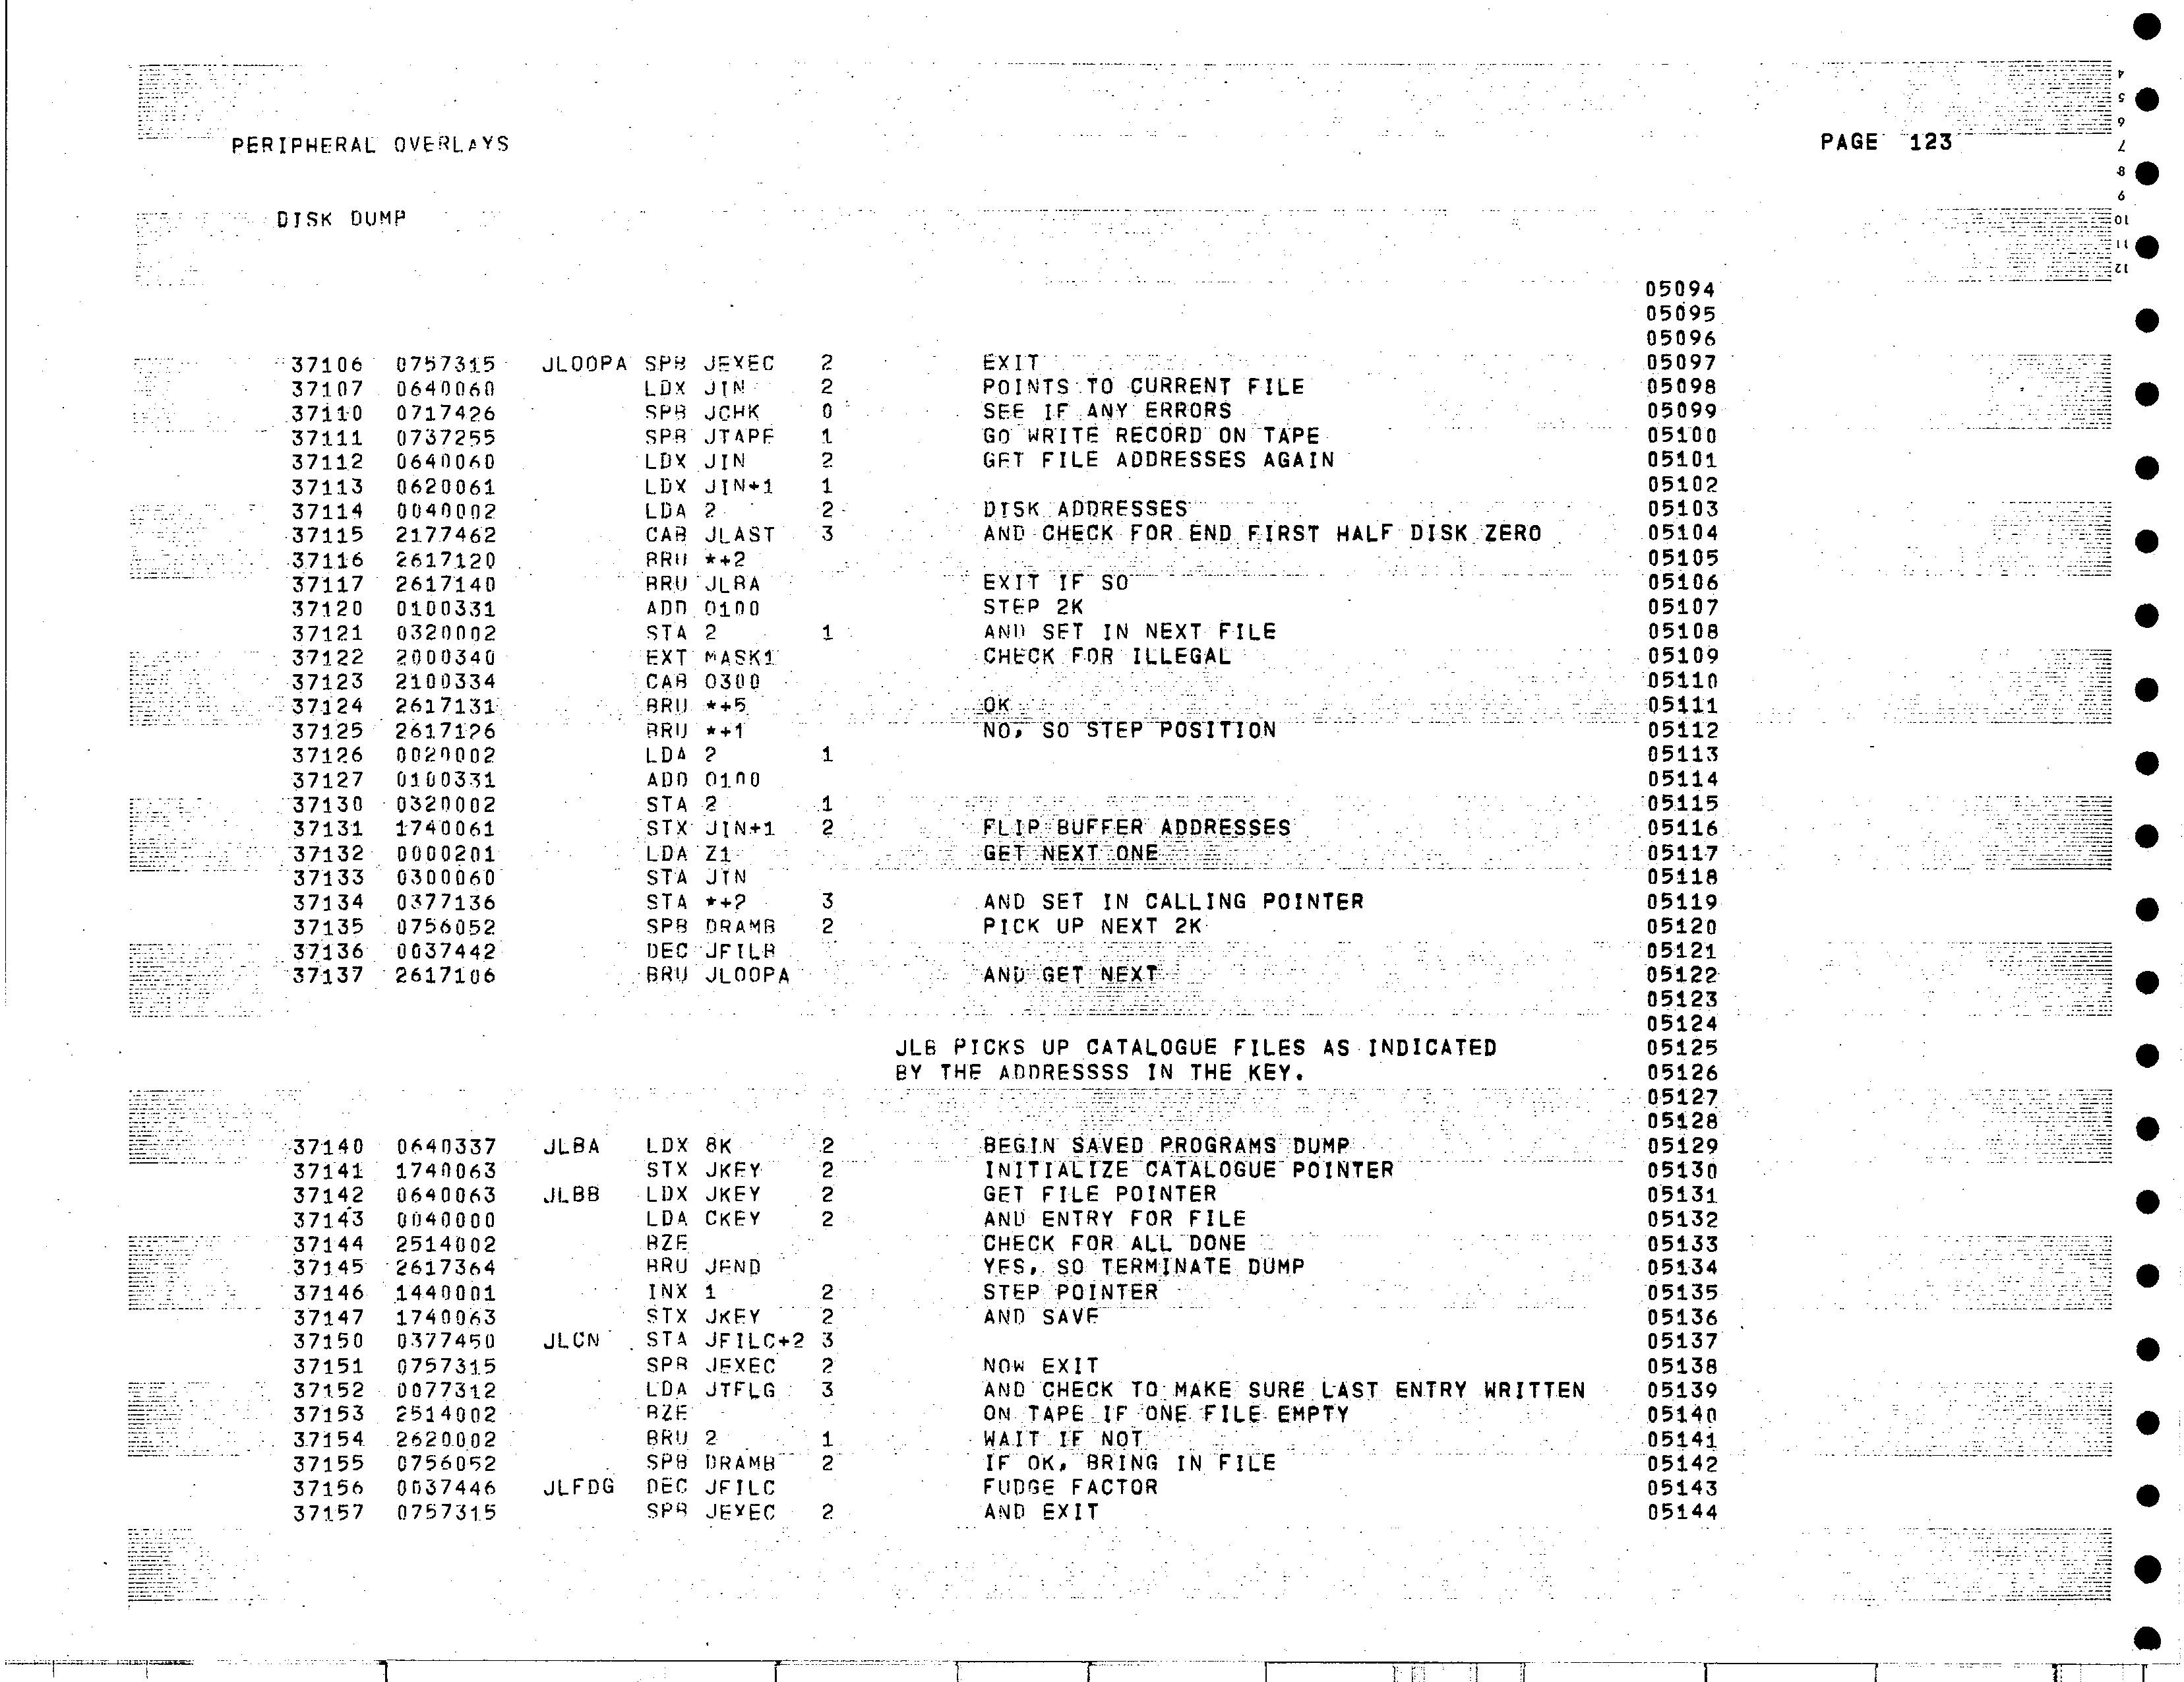 PERIPHERAL OVERLAYS PAGE 123
DISK DUMP
05094
05095
05096
37106 0757315 JLOOPA SPB JEXEC 2 EXIT 05097
37107 0640060 LDX JIN 2 POINTS TO CURRENT FILE 05098
37110 0717426 SPB JCHK 0 SEE IF ANY ERRORS 05099
37111 0737255 SPB JTAPE 1 GO WRITE RECORD ON TAPE 05100
37112 0640060 LDX JIN 2 GET FILE ADDRESSES AGAIN 05101
37113 0620061 LDX JIN+1 1 05102
37114 0040002 LDA 2 2 DISK ADDRESSES 05103
37115 2177462 CAB JLAST 3 AND CHECK FOR END FIRST HALF DISK ZERO 05104
37116 2617120 BRU *+2 05105
37117 2617140 BRU JLBA EXIT IF SO 05106
37120 0100331 ADD O100 STEP 2K 05107
37121 0320002 STA 2 1 AND SET IN NEXT FILE 05108
37122 2000340 EXT MASK1 CHECK FOR ILLEGAL 05109
37123 2100334 CAB O300 05110
37124 2617131 BRU *+5 OK 05111
37125 2617126 BRU *+1 NO, SO STEP POSITION 05112
37126 0020002 LDA 2 1 05113
37127 0100331 ADD O100 05114
37130 0320002 STA 2 1 05115
37131 1740061 STX JIN+1 2 FLIP BUFFER ADDRESSES 05116
37132 0000201 LDA Z1 GET NEXT ONE 05117
37133 0300060 STA JIN 05118
37134 0377136 STA *+2 3 AND SET IN CALLING POINTER 05119
37135 0756052 SPB DRAMB 2 PICK UP NEXT 2K 05120
37136 0037442 DEC JFILB 05121
37137 2617106 BRU JLOOPA AND GET NEXT 05122
05123
05124
JLB PICKS UP CATALOGUE FILES AS INDICATED 05125
BY THE ADDRESSSS IN THE KEY. 05126
05127
05128
37140 0640337 JLBA LDX 8K 2 BEGIN SAVED PROGRAMS DUMP 05129
37141 1740063 STX JKEY 2 INITIALIZE CATALOGUE POINTER 05130
37142 0640063 JLBB LDX JKEY 2 GET FILE POINTER 05131
37143 0040000 LDA CKEY 2 AND ENTRY FOR FILE 05132
37144 2514002 BZE CHECK FOR ALL DONE 05133
37145 2617364 BRU JEND YES, SO TERMINATE DUMP 05134
37146 1440001 INX 1 2 STEP POINTER 05135
37147 1740063 STX JKEY 2 AND SAVE 05136
37150 0377450 JLCN STA JFILC+2 3 05137
37151 0757315 SPB JEXEC 2 NOW EXIT 05138
37152 0077312 LDA JTFLG 3 AND CHECK TO MAKE SURE LAST ENTRY WRITTEN 05139
37153 2514002 BZE ON TAPE IF ONE FILE EMPTY 05140
37154 2620002 BRU 2 1 WAIT IF NOT 05141
37155 0756052 SPB DRAMB 2 IF OK, BRING IN FILE 05142
37156 0037446 JLFDG DEC JFILC FUDGE FACTOR 05143
37157 0757315 SPB JEXEC 2 AND EXIT 05144
4
5
6
7
8
9
10
11
12